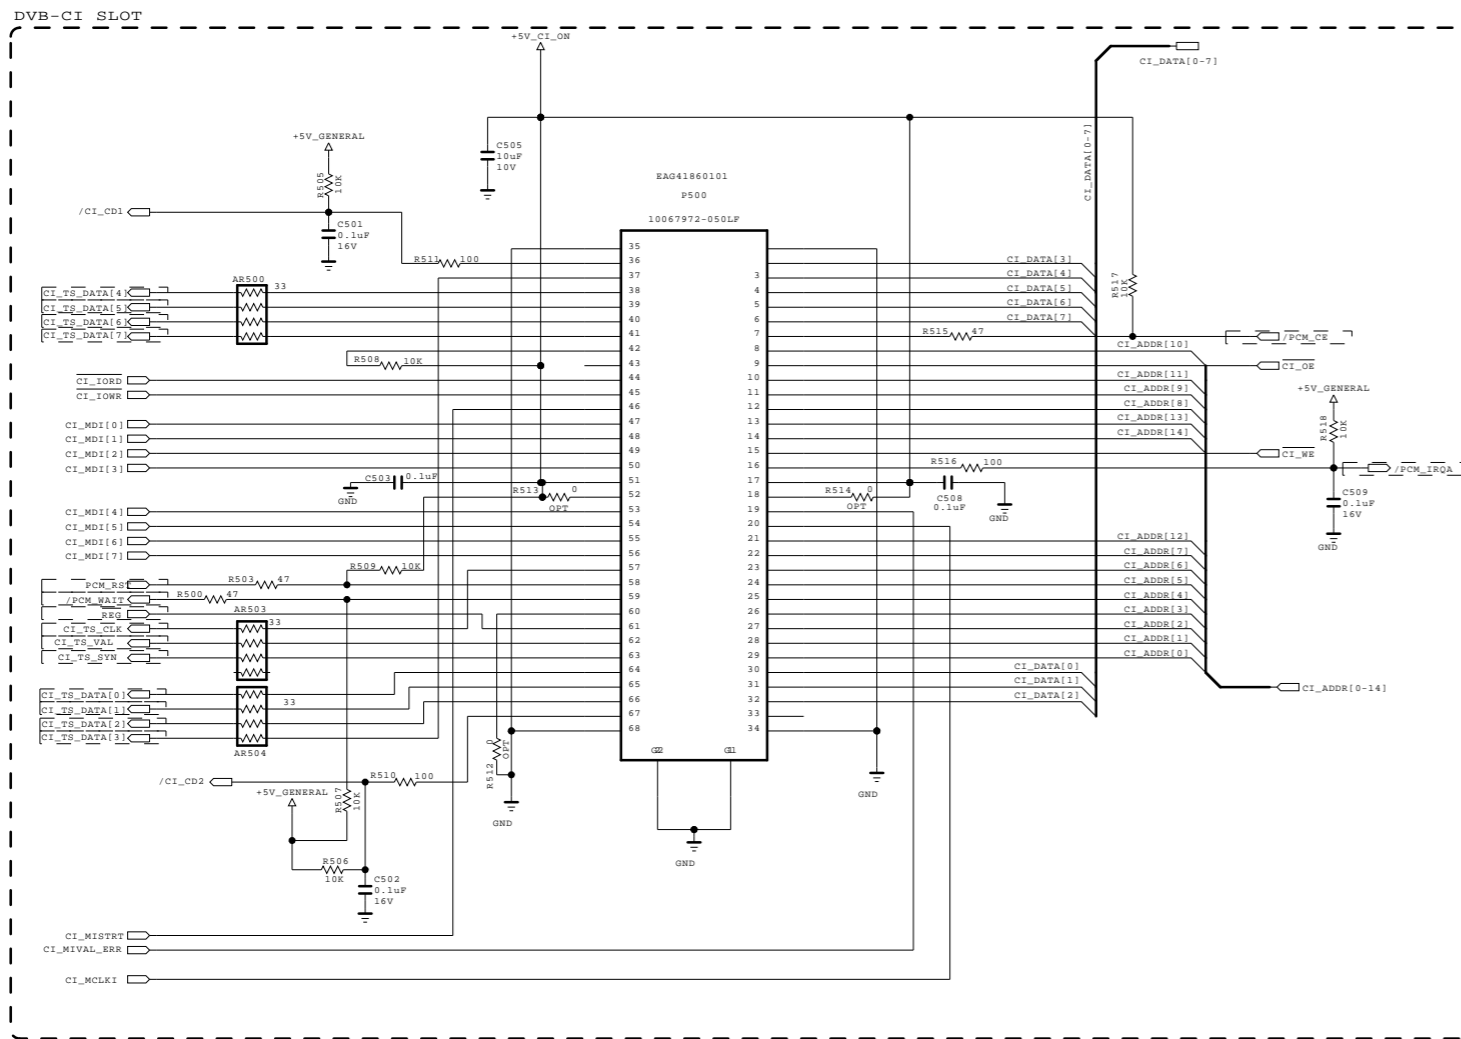 DVB-CI SLOT
+5V_CI_ON
CI_DATA[0-7]
CI_DATA[0-7]
+5V_GENERAL
R505
10K
C505
10uF
10V
EAG41860101
P500
10067972-050LF
/CI_CD1
C501
0.1uF
16V
R511
100
AR500
33
CI_TS_DATA[4]
CI_TS_DATA[5]
CI_TS_DATA[6]
CI_TS_DATA[7]
R508
10K
CI_IORD
CI_IOWR
CI_MDI[0]
CI_MDI[1]
CI_MDI[2]
CI_MDI[3]
C503
0.1uF
GND
R513
0
OPT
CI_MDI[4]
CI_MDI[5]
CI_MDI[6]
CI_MDI[7]
R509
10K
PCM_RST
R503
47
/PCM_WAIT
R500
47
REG
AR503
33
CI_TS_CLK
CI_TS_VAL
CI_TS_SYN
CI_TS_DATA[0]
CI_TS_DATA[1]
CI_TS_DATA[2]
CI_TS_DATA[3]
33
AR504
/CI_CD2
R510
100
+5V_GENERAL
R507
10K
R506
10K
C502
0.1uF
16V
R512
0
OPT
GND
CI_MISTRT
CI_MIVAL_ERR
CI_MCLKI
35
36
37
38
39
40
41
42
43
44
45
46
47
48
49
50
51
52
53
54
55
56
57
58
59
60
61
62
63
64
65
66
67
68
3
4
5
6
7
8
9
10
11
12
13
14
15
16
17
18
19
20
21
22
23
24
25
26
27
28
29
30
31
32
33
34
G1
GND
GND
CI_DATA[3]
CI_DATA[4]
CI_DATA[5]
CI_DATA[6]
CI_DATA[7]
R517
10K
R515
47
/PCM_CE
CI_ADDR[10]
CI_OE
CI_ADDR[11]
CI_ADDR[9]
CI_ADDR[8]
CI_ADDR[13]
CI_ADDR[14]
+5V_GENERAL
R518
10K
CI_WE
R516
100
/PCM_IRQA
R514
0
OPT
C508
0.1uF
GND
C509
0.1uF
16V
GND
CI_ADDR[12]
CI_ADDR[7]
CI_ADDR[6]
CI_ADDR[5]
CI_ADDR[4]
CI_ADDR[3]
CI_ADDR[2]
CI_ADDR[1]
CI_ADDR[0]
CI_DATA[0]
CI_DATA[1]
CI_DATA[2]
CI_ADDR[0-14]